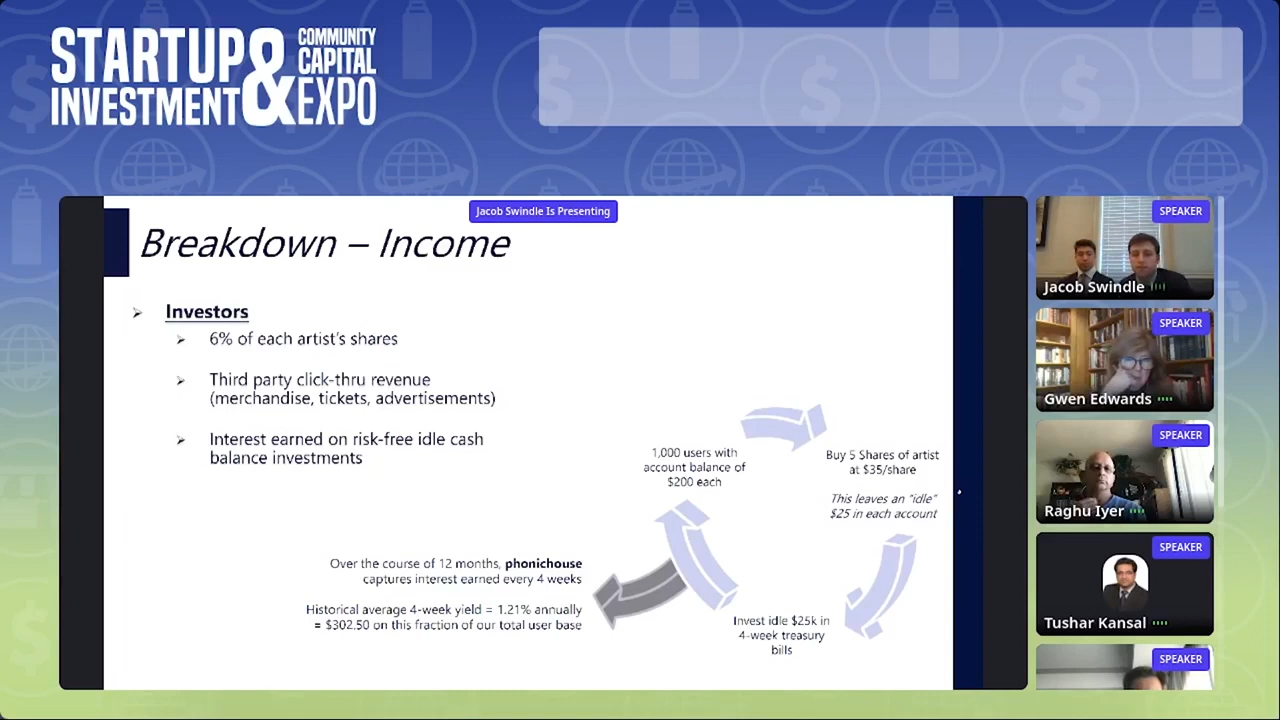 STARTUP & COMMUNITY CAPITAL
INVESTMENT EXPO
Jacob Swindle Is Presenting
Breakdown – Income
Investors
6% of each artist's shares
Third party click-thru revenue
(merchandise, tickets, advertisements)
Interest earned on risk-free idle cash
balance investments
1,000 users with
account balance of
$200 each
Buy 5 Shares of artist
at $35/share
This leaves an "idle"
$25 in each account
Invest idle $25k in
4-week treasury
bills
Over the course of 12 months, phonichouse
captures interest earned every 4 weeks
Historical average 4-week yield = 1.21% annually
= $302.50 on this fraction of our total user base
SPEAKER
Jacob Swindle
SPEAKER
Gwen Edwards
SPEAKER
Raghu Iyer
SPEAKER
Tushar Kansal
SPEAKER